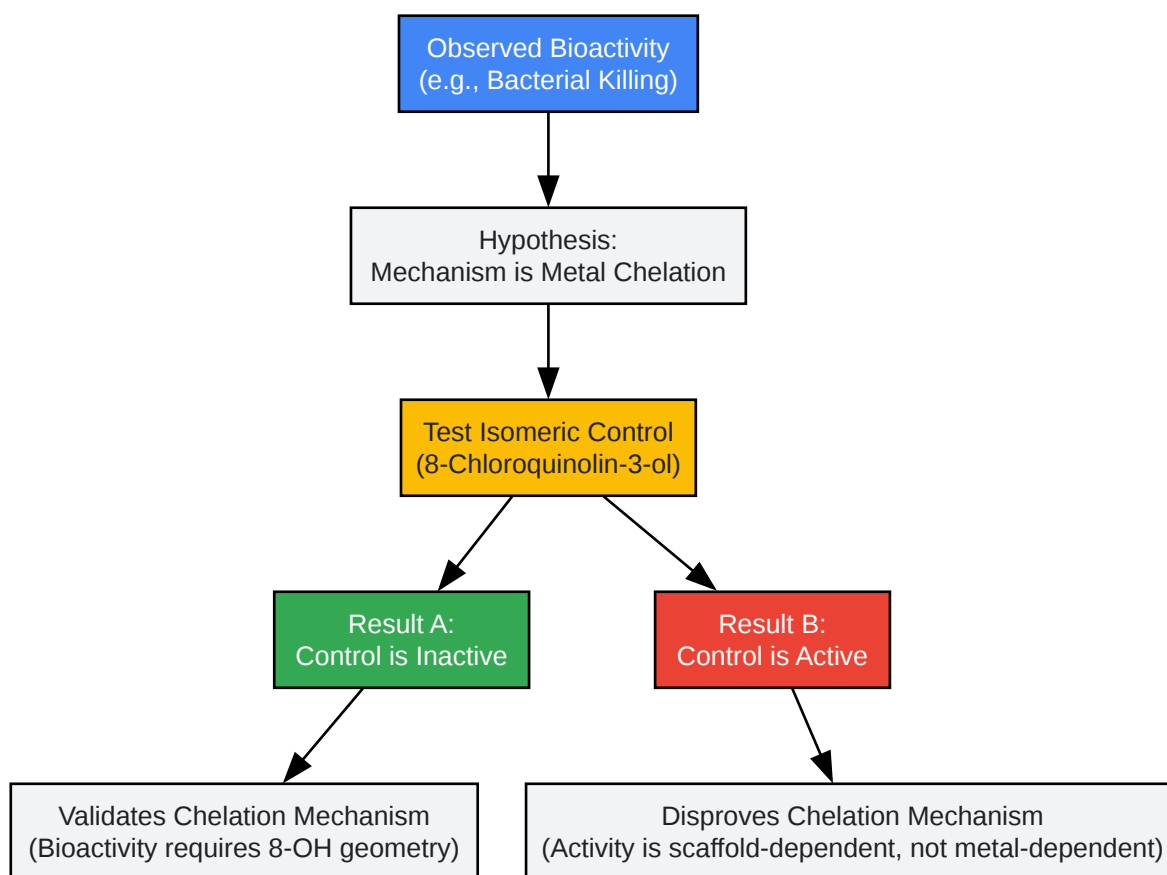 Observed Bioactivity
(e.g., Bacterial Killing)
Hypothesis:
Mechanism is Metal Chelation
Test Isomeric Control
(8-Chloroquinolin-3-ol)
Result A:
Control is Inactive
Result B:
Control is Active
Validates Chelation Mechanism
(Bioactivity requires 8-OH geometry)
Disproves Chelation Mechanism
(Activity is scaffold-dependent, not metal-dependent)